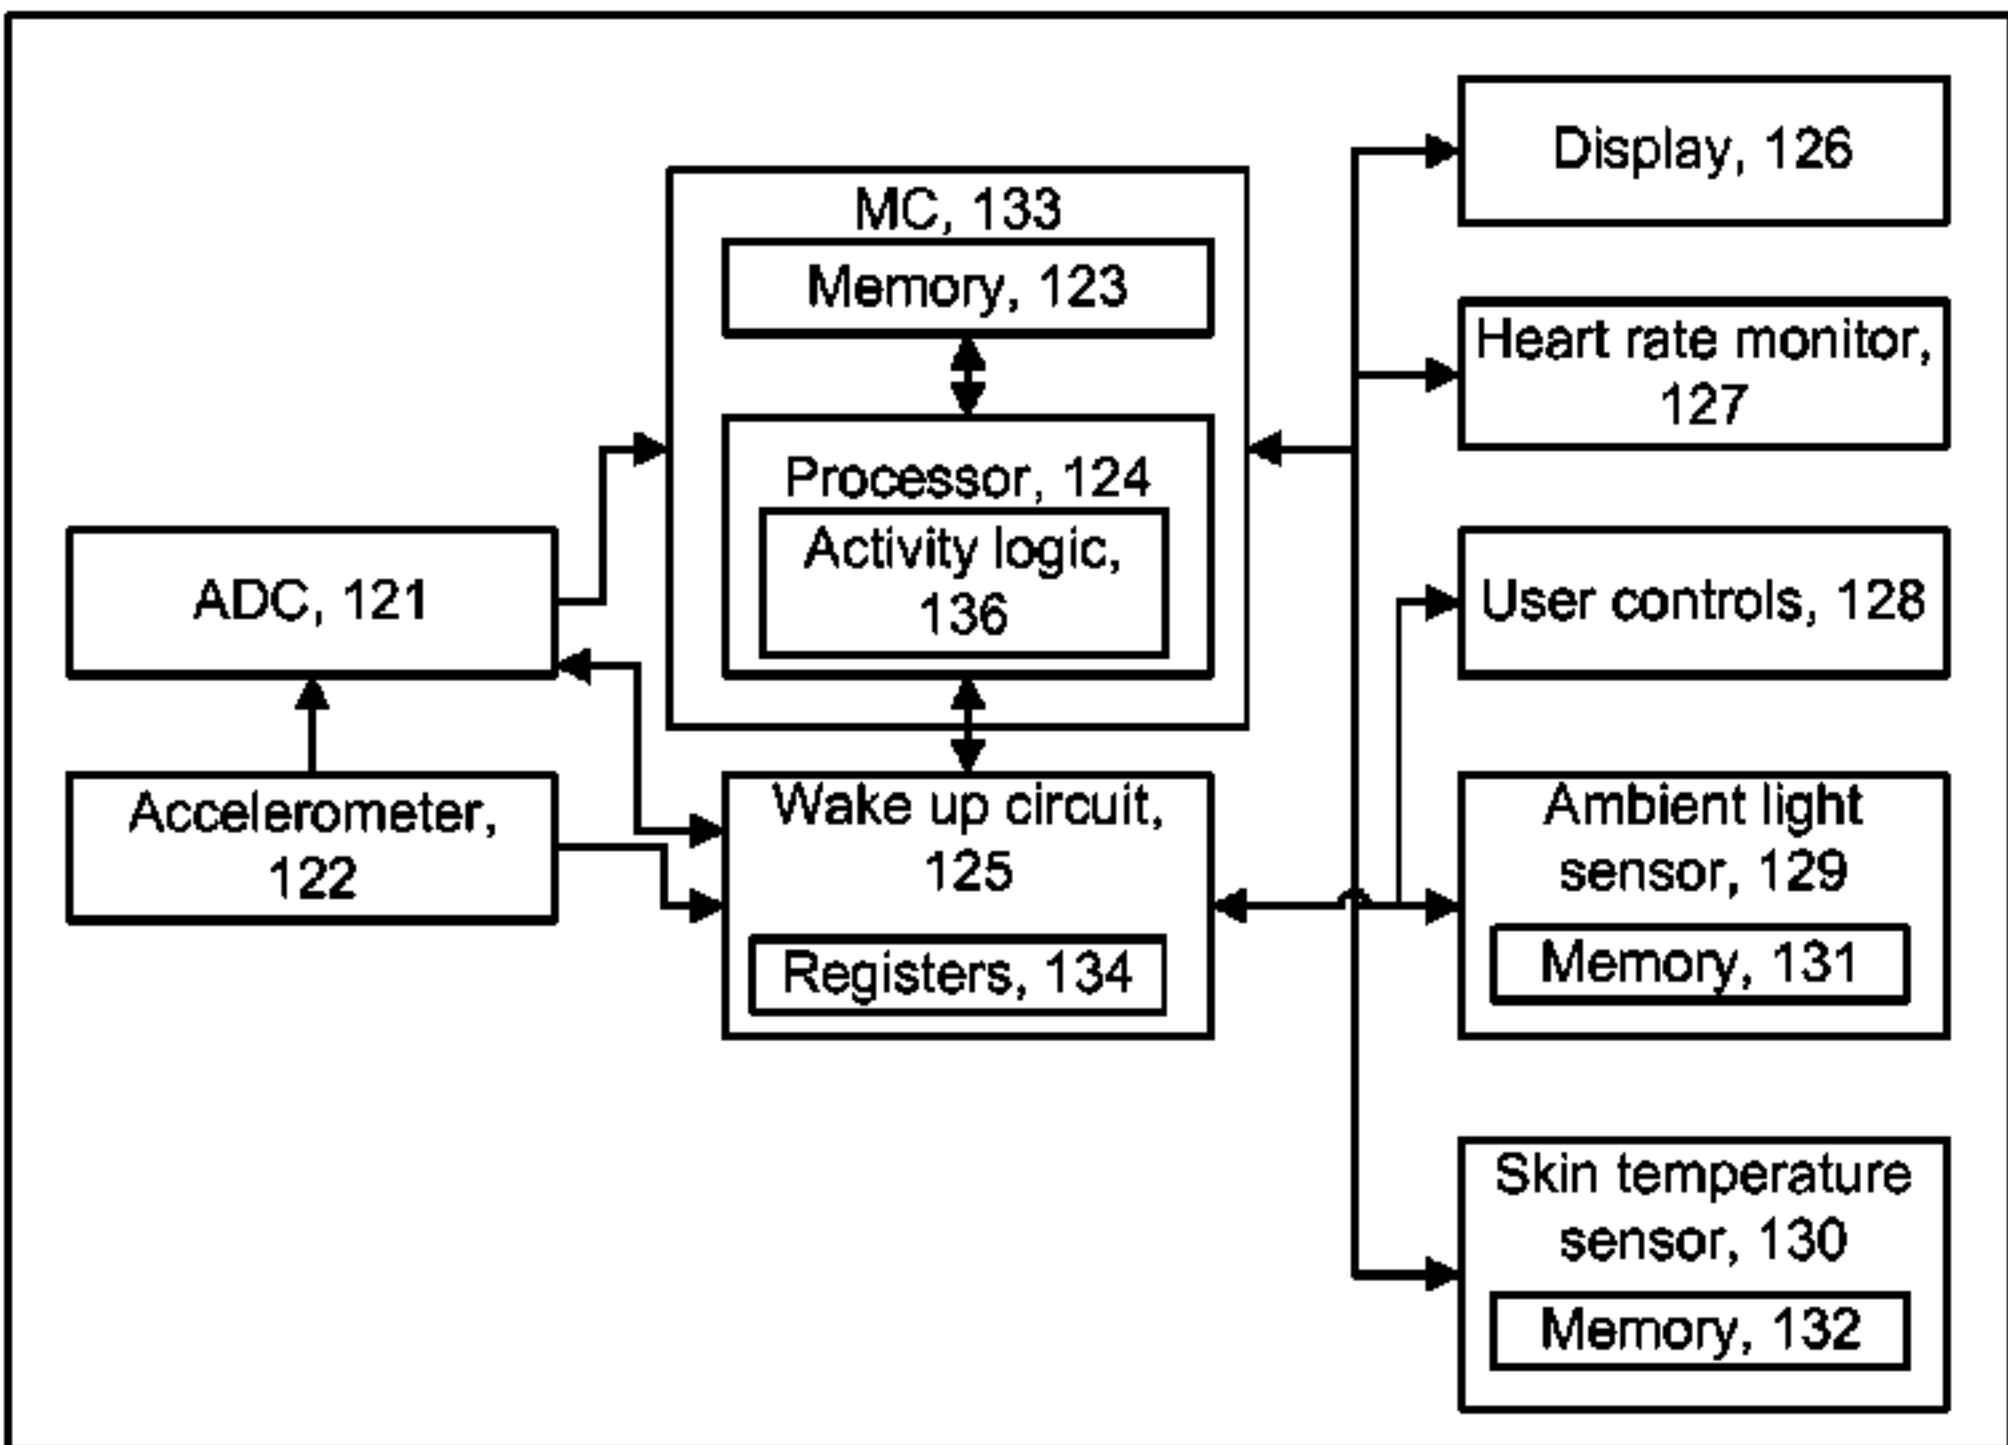 Display, 126
MC, 133
Memory, 123
Heart rate monitor,
127
Processor, 124
Activity logic,
136
ADC, 121
User controls, 128
Accelerometer,
122
Wake up circuit,
125
Registers, 134
Ambient light
sensor, 129
Memory, 131
Skin temperature
sensor, 130
Memory, 132